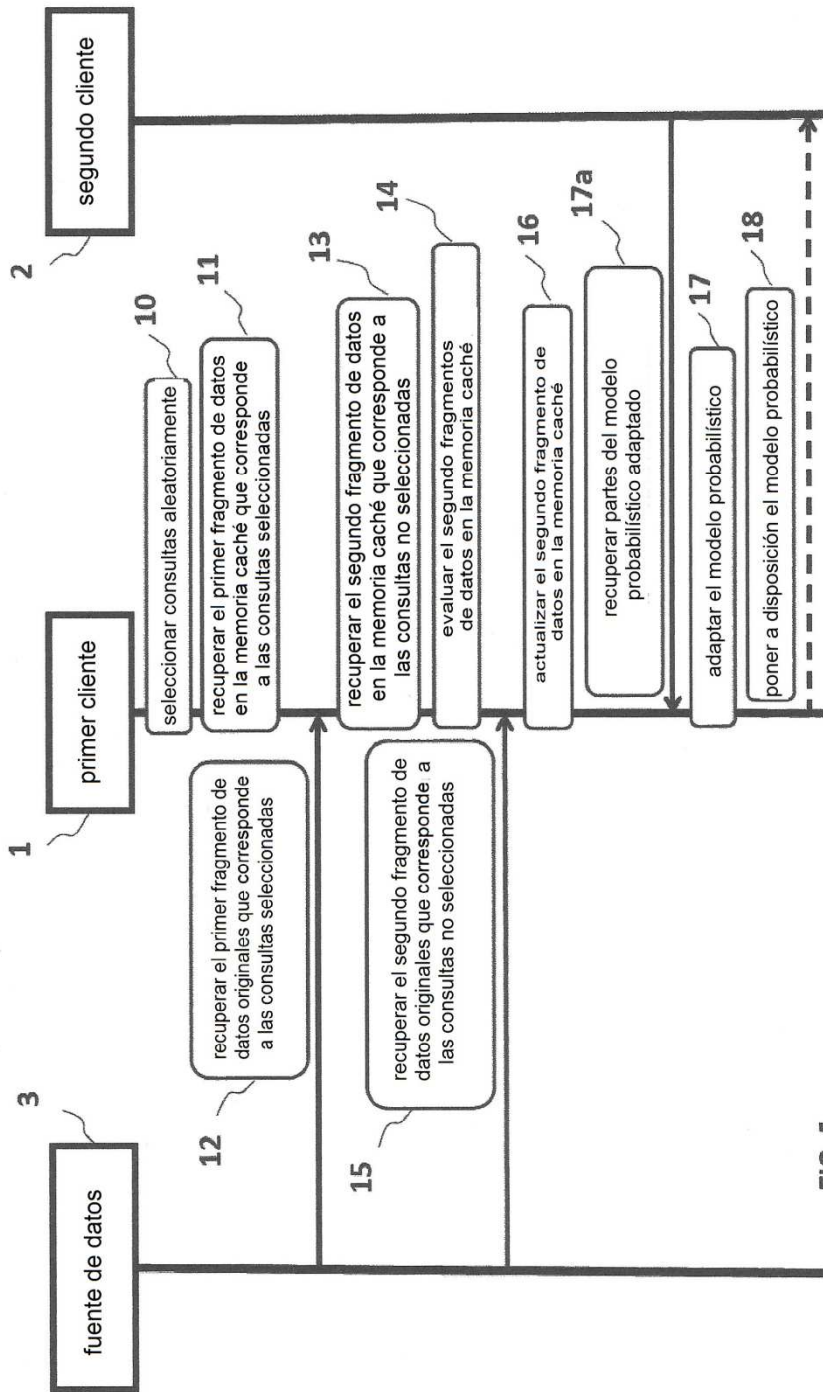 fuente de datos
primer cliente
segundo cliente
3
1
2
10
seleccionar consultas aleatoriamente
11
recuperar el primer fragmento de datos
en la memoria caché que corresponde
a las consultas seleccionadas
12
recuperar el primer fragmento de
datos originales que corresponde
a las consultas seleccionadas
13
recuperar el segundo fragmento de datos
en la memoria caché que corresponde a
las consultas no seleccionadas
14
evaluar el segundo fragmentos
de datos en la memoria caché
15
recuperar el segundo fragmento de
datos originales que corresponde a
las consultas no seleccionadas
16
actualizar el segundo fragmento de
datos en la memoria caché
17a
recuperar partes del modelo
probabilístico adaptado
17
adaptar el modelo probabilístico
18
poner a disposición el modelo probabilístico